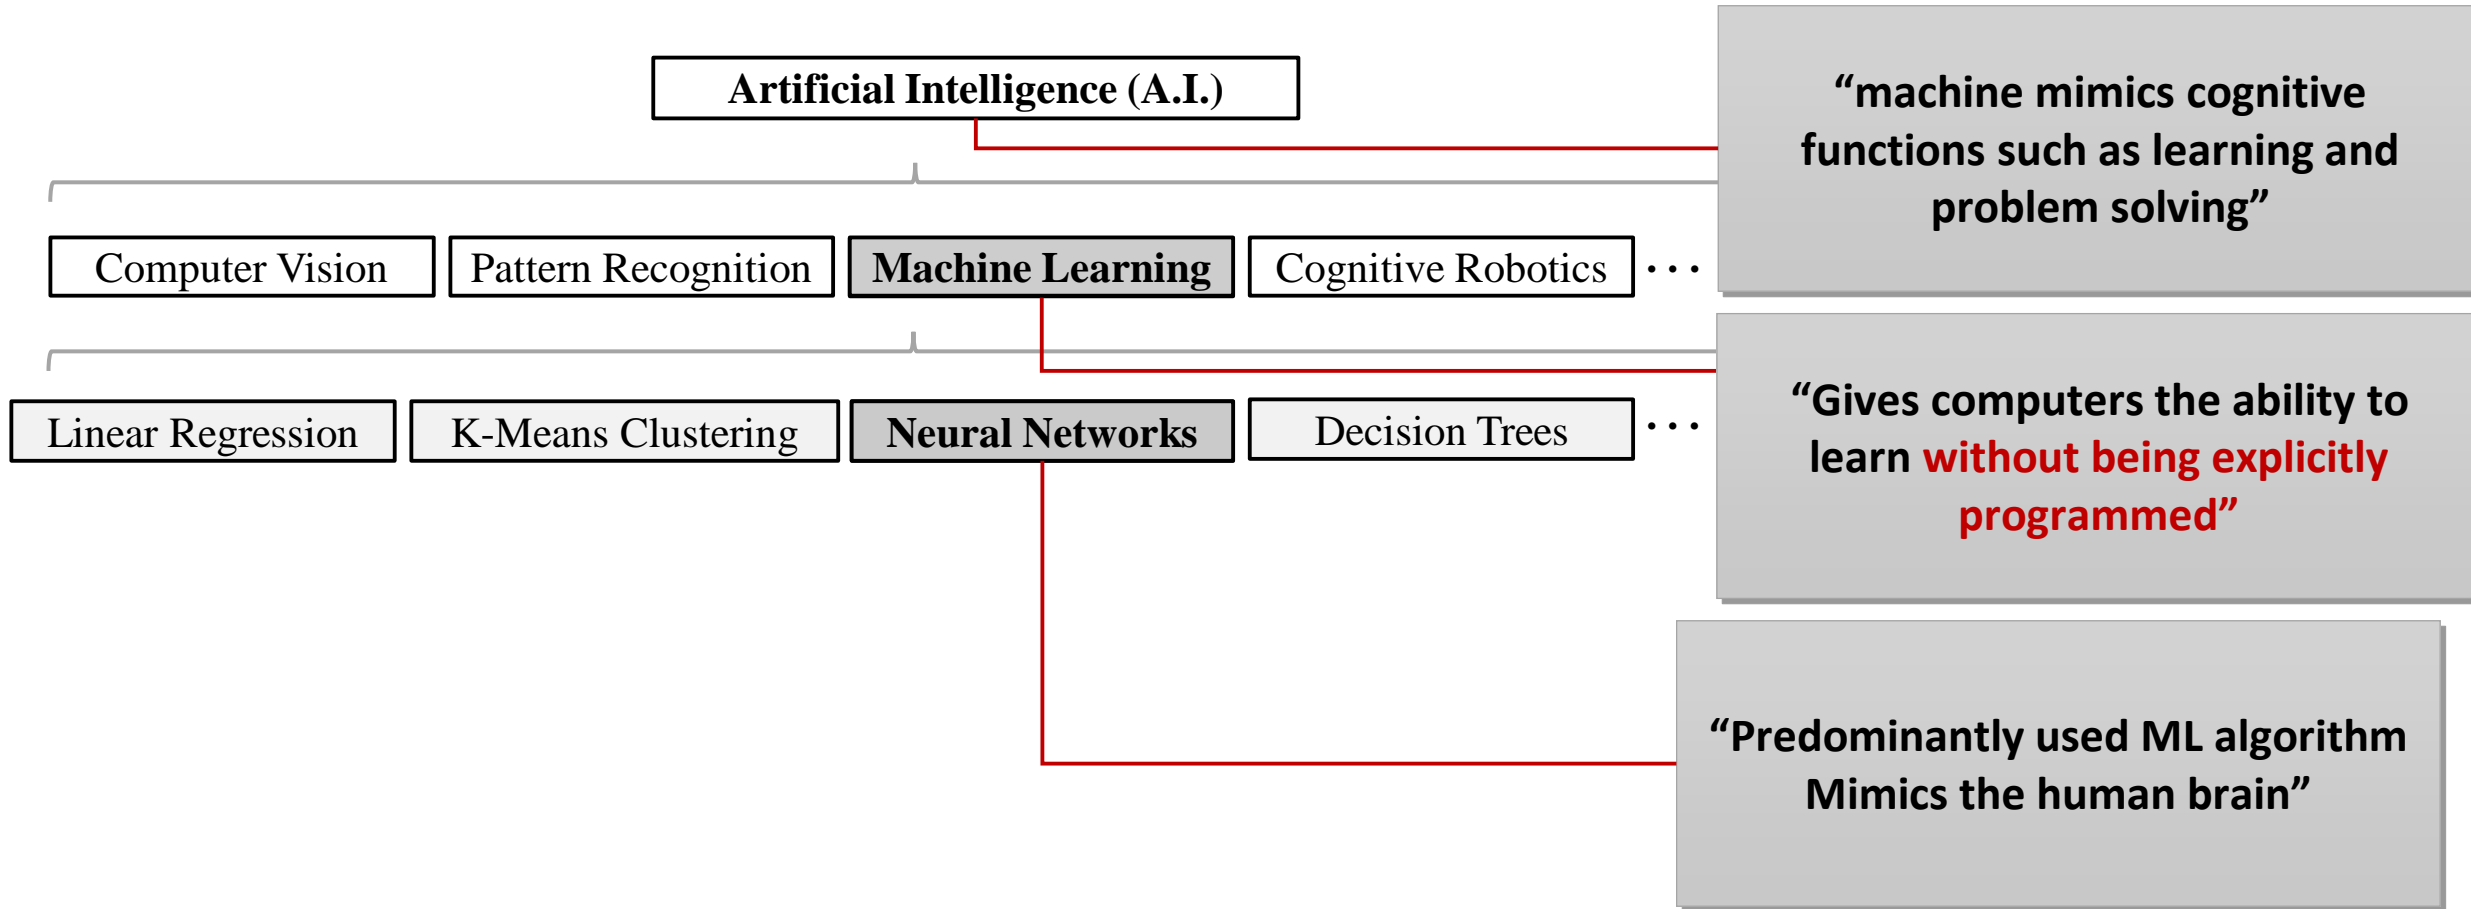 Artificial Intelligence (A.I.)
“machine mimics cognitive
functions such as learning and
problem solving”
Computer Vision
Pattern Recognition
Machine Learning
Cognitive Robotics
...
“Gives computers the ability to
learn without being explicitly
programmed”
Linear Regression
K-Means Clustering
Neural Networks
Decision Trees
...
“Predominantly used ML algorithm
Mimics the human brain”